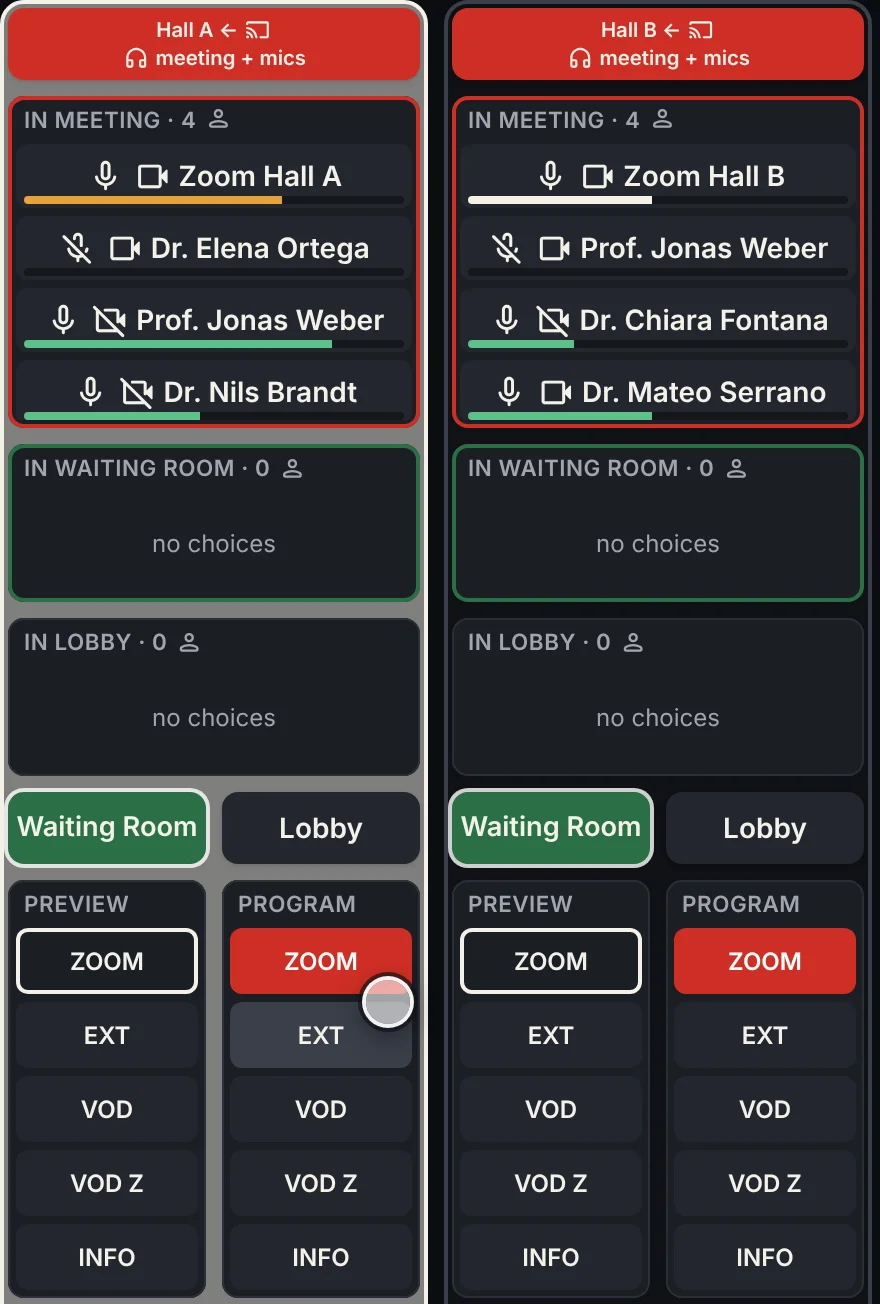 Hall A ←
meeting + mics
IN MEETING · 4
Zoom Hall A
Dr. Elena Ortega
Prof. Jonas Weber
Dr. Nils Brandt
IN WAITING ROOM · 0
no choices
IN LOBBY · 0
no choices
Waiting Room
Lobby
PREVIEW
ZOOM
EXT
VOD
VOD Z
INFO
PROGRAM
ZOOM
EXT
VOD
VOD Z
INFO
Hall B ←
meeting + mics
IN MEETING · 4
Zoom Hall B
Prof. Jonas Weber
Dr. Chiara Fontana
Dr. Mateo Serrano
IN WAITING ROOM · 0
no choices
IN LOBBY · 0
no choices
Waiting Room
Lobby
PREVIEW
ZOOM
EXT
VOD
VOD Z
INFO
PROGRAM
ZOOM
EXT
VOD
VOD Z
INFO